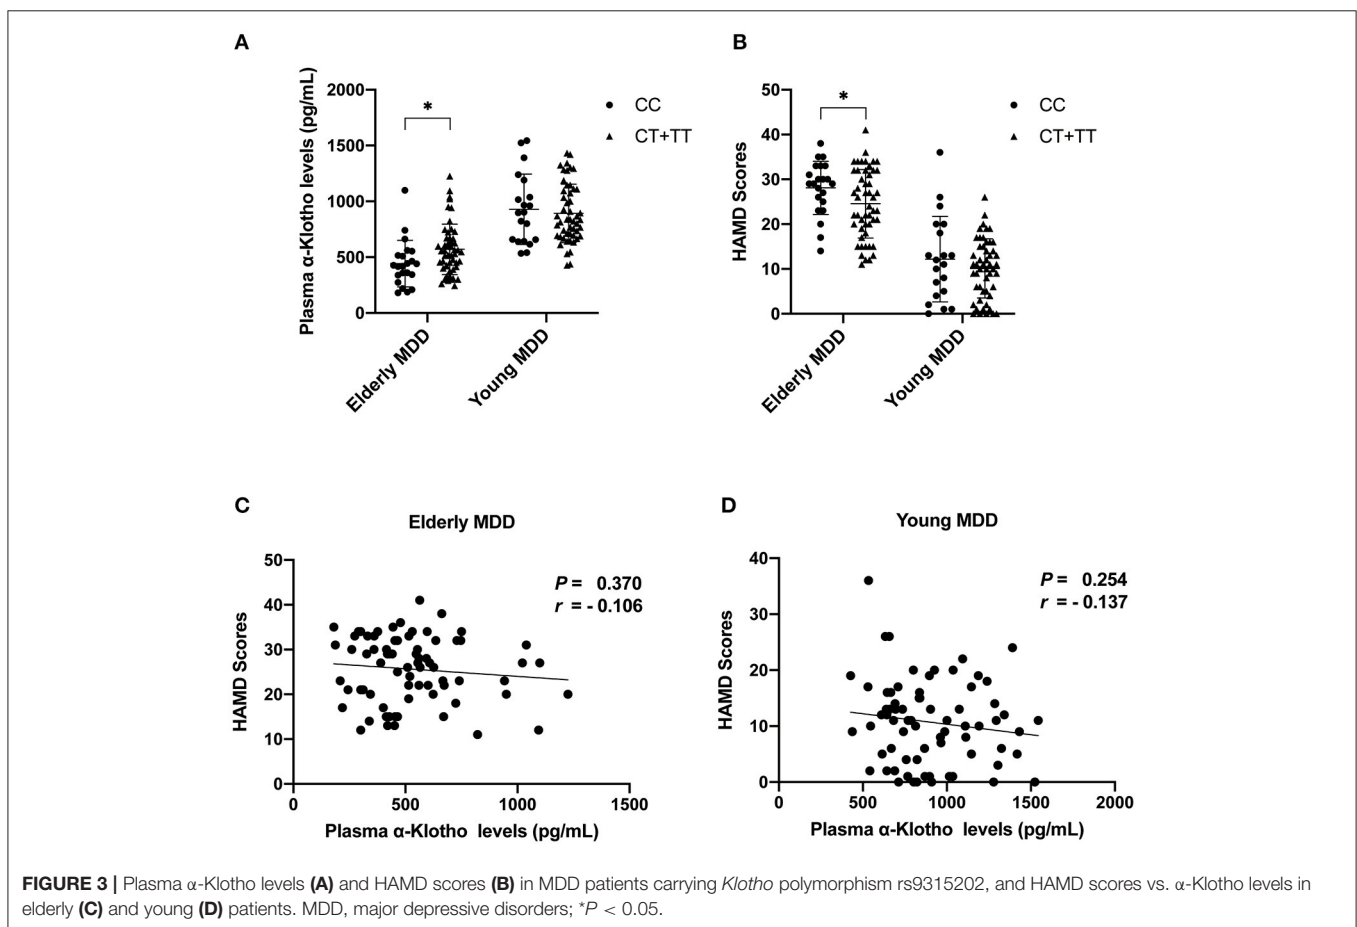 A
Plasma α-Klotho levels (pg/mL)
2000
1500
1000
500
0
*
CC
CT+TT
Elderly MDD
Young MDD
B
HAMD Scores
50
40
30
20
10
0
*
CC
CT+TT
Elderly MDD
Young MDD
C
Elderly MDD
HAMD Scores
50
40
30
20
10
0
P = 0.370
r = - 0.106
0 500 1000 1500
Plasma α-Klotho levels (pg/mL)
D
Young MDD
HAMD Scores
40
30
20
10
0
P = 0.254
r = - 0.137
0 500 1000 1500 2000
Plasma α-Klotho levels (pg/mL)
FIGURE 3 | Plasma α-Klotho levels (A) and HAMD scores (B) in MDD patients carrying Klotho polymorphism rs9315202, and HAMD scores vs. α-Klotho levels in
elderly (C) and young (D) patients. MDD, major depressive disorders; *P < 0.05.